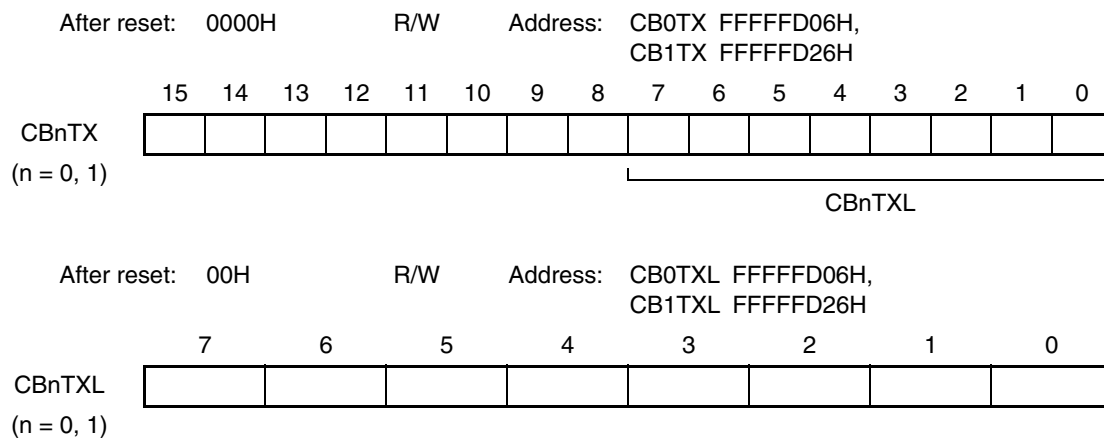 After reset: 0000H R/W Address: CB0TX FFFFFD06H,
CB1TX FFFFFD26H
15 14 13 12 11 10 9 8 7 6 5 4 3 2 1 0
CBnTX
(n = 0, 1)
CBnTXL
After reset: 00H R/W Address: CB0TXL FFFFFD06H,
CB1TXL FFFFFD26H
7 6 5 4 3 2 1 0
CBnTXL
(n = 0, 1)